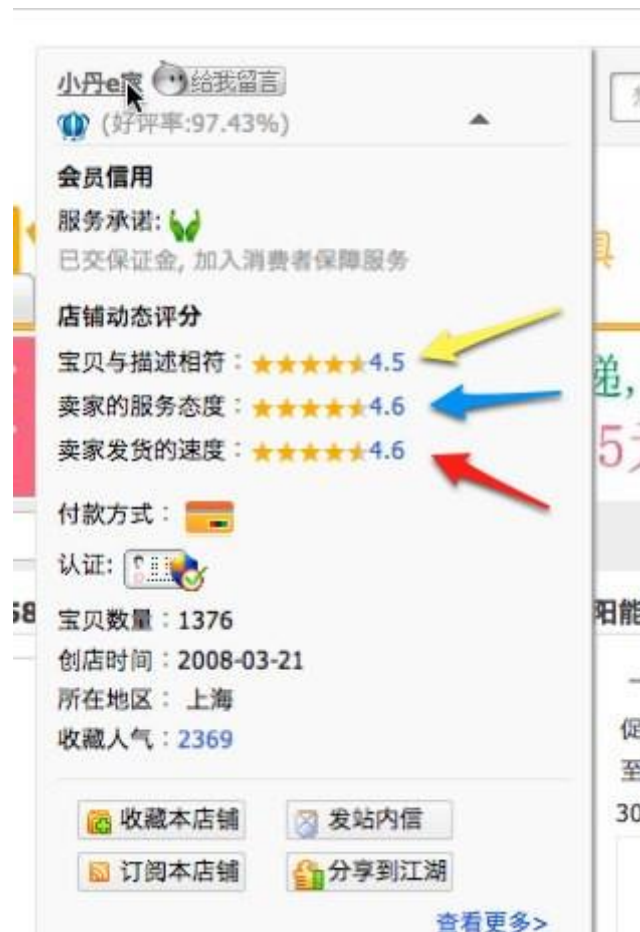 小丹e家 给我留言
(好评率:97.43%)
会员信用
服务承诺:
已交保证金, 加入消费者保障服务
店铺动态评分
宝贝与描述相符：4.5
卖家的服务态度：4.6
卖家发货的速度：4.6
递,
付款方式：
认证:
宝贝数量：1376
阳能
创店时间：2008-03-21
所在地区： 上海
收藏人气：2369
促
至
30
收藏本店铺 发站内信
订阅本店铺 分享到江湖
查看更多>